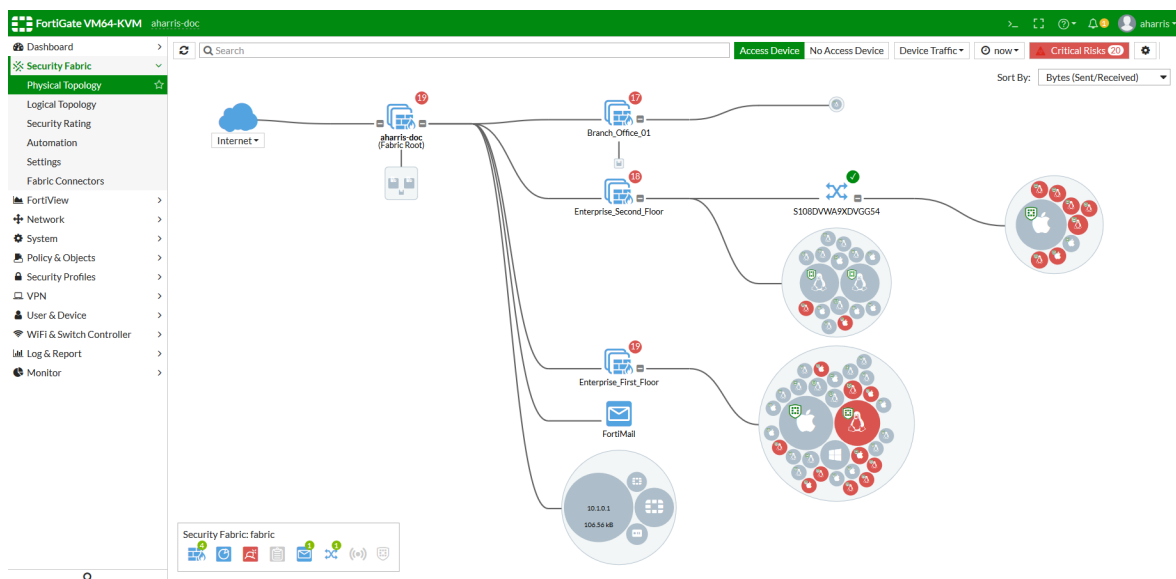 FortiGate VM64-KVM aharris-doc
>_ 1 aharris
Dashboard
Security Fabric
Physical Topology
Logical Topology
Security Rating
Automation
Settings
Fabric Connectors
FortiView
Network
System
Policy & Objects
Security Profiles
VPN
User & Device
WiFi & Switch Controller
Log & Report
Monitor
Search
Access Device No Access Device Device Traffic now Critical Risks 20
Sort By: Bytes (Sent/Received)
Internet
19
aharris-doc
(Fabric Root)
17
Branch_Office_01
18
Enterprise_Second_Floor
S108DVWA9XDVGG54
19
Enterprise_First_Floor
FortiMail
10.1.0.1
106.56 kB
Security Fabric: fabric
4 1 1